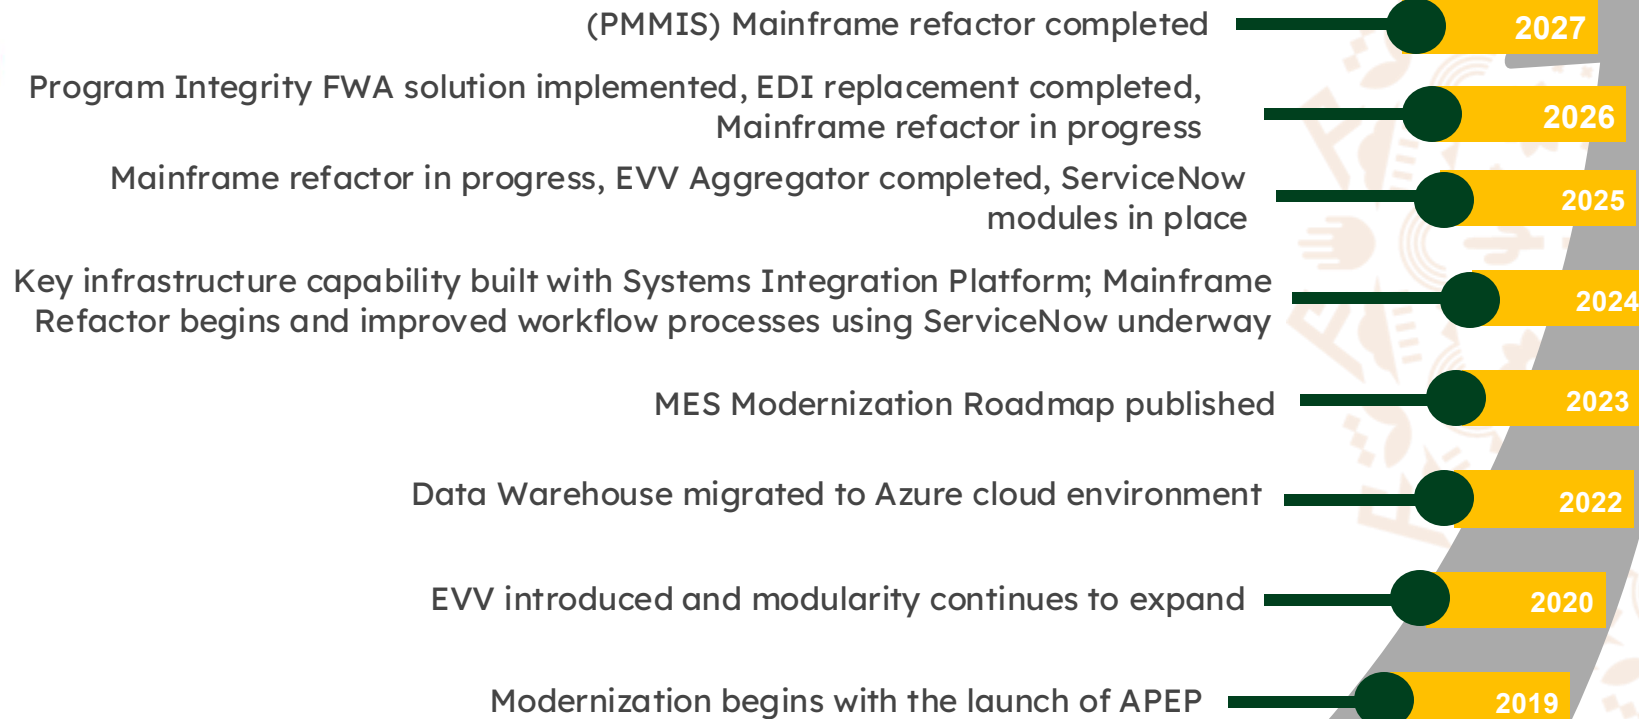 (PMMIS) Mainframe refactor completed
2027
Program Integrity FWA solution implemented, EDI replacement completed,
Mainframe refactor in progress
2026
Mainframe refactor in progress, EVV Aggregator completed, ServiceNow
modules in place
2025
Key infrastructure capability built with Systems Integration Platform; Mainframe
Refactor begins and improved workflow processes using ServiceNow underway
2024
MES Modernization Roadmap published
2023
Data Warehouse migrated to Azure cloud environment
2022
EVV introduced and modularity continues to expand
2020
Modernization begins with the launch of APEP
2019